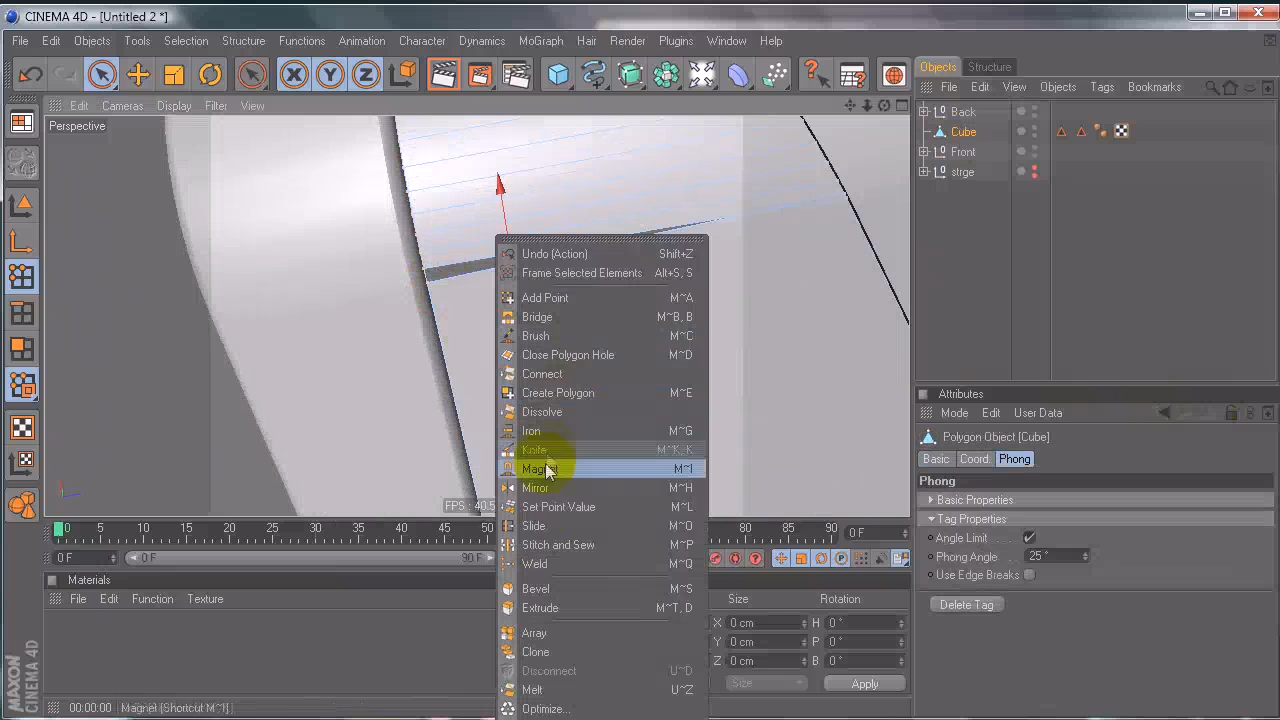 CINEMA 4D - [Untitled 2 *]
File Edit Objects Tools Selection Structure Functions Animation Character Dynamics MoGraph Hair Render Plugins Window Help
X Y Z
Edit Cameras Display Filter View
Perspective
Objects Structure
File Edit View Objects Tags Bookmarks
Back
Cube
Front
strge
Undo (Action) Shift+Z
Frame Selected Elements Alt+S, S
Add Point M~A
Bridge M~B, B
Brush M~C
Close Polygon Hole M~D
Connect
Create Polygon M~E
Dissolve
Iron M~G
Knife M~K, K
Magnet M~I
Mirror M~H
Set Point Value M~L
Slide M~O
Stitch and Sew M~P
Weld M~Q
Bevel M~S
Extrude M~T, D
Array
Clone
Disconnect U~D
Melt U~Z
Optimize...
Attributes
Mode Edit User Data
Polygon Object [Cube]
Basic Coord. Phong
Phong
Basic Properties
Tag Properties
Angle Limit
Phong Angle 25 °
Use Edge Breaks
Delete Tag
FPS : 40.5
0 5 10 15 20 25 30 35 40 45 50 80 85 90 0 F
0 F 0 F 90 F
Materials
File Edit Function Texture
Size Rotation
X 0 cm H 0 °
Y 0 cm P 0 °
Z 0 cm B 0 °
Size Apply
MAXON
CINEMA 4D
00:00:00 Magnet [Shortcut M~I]